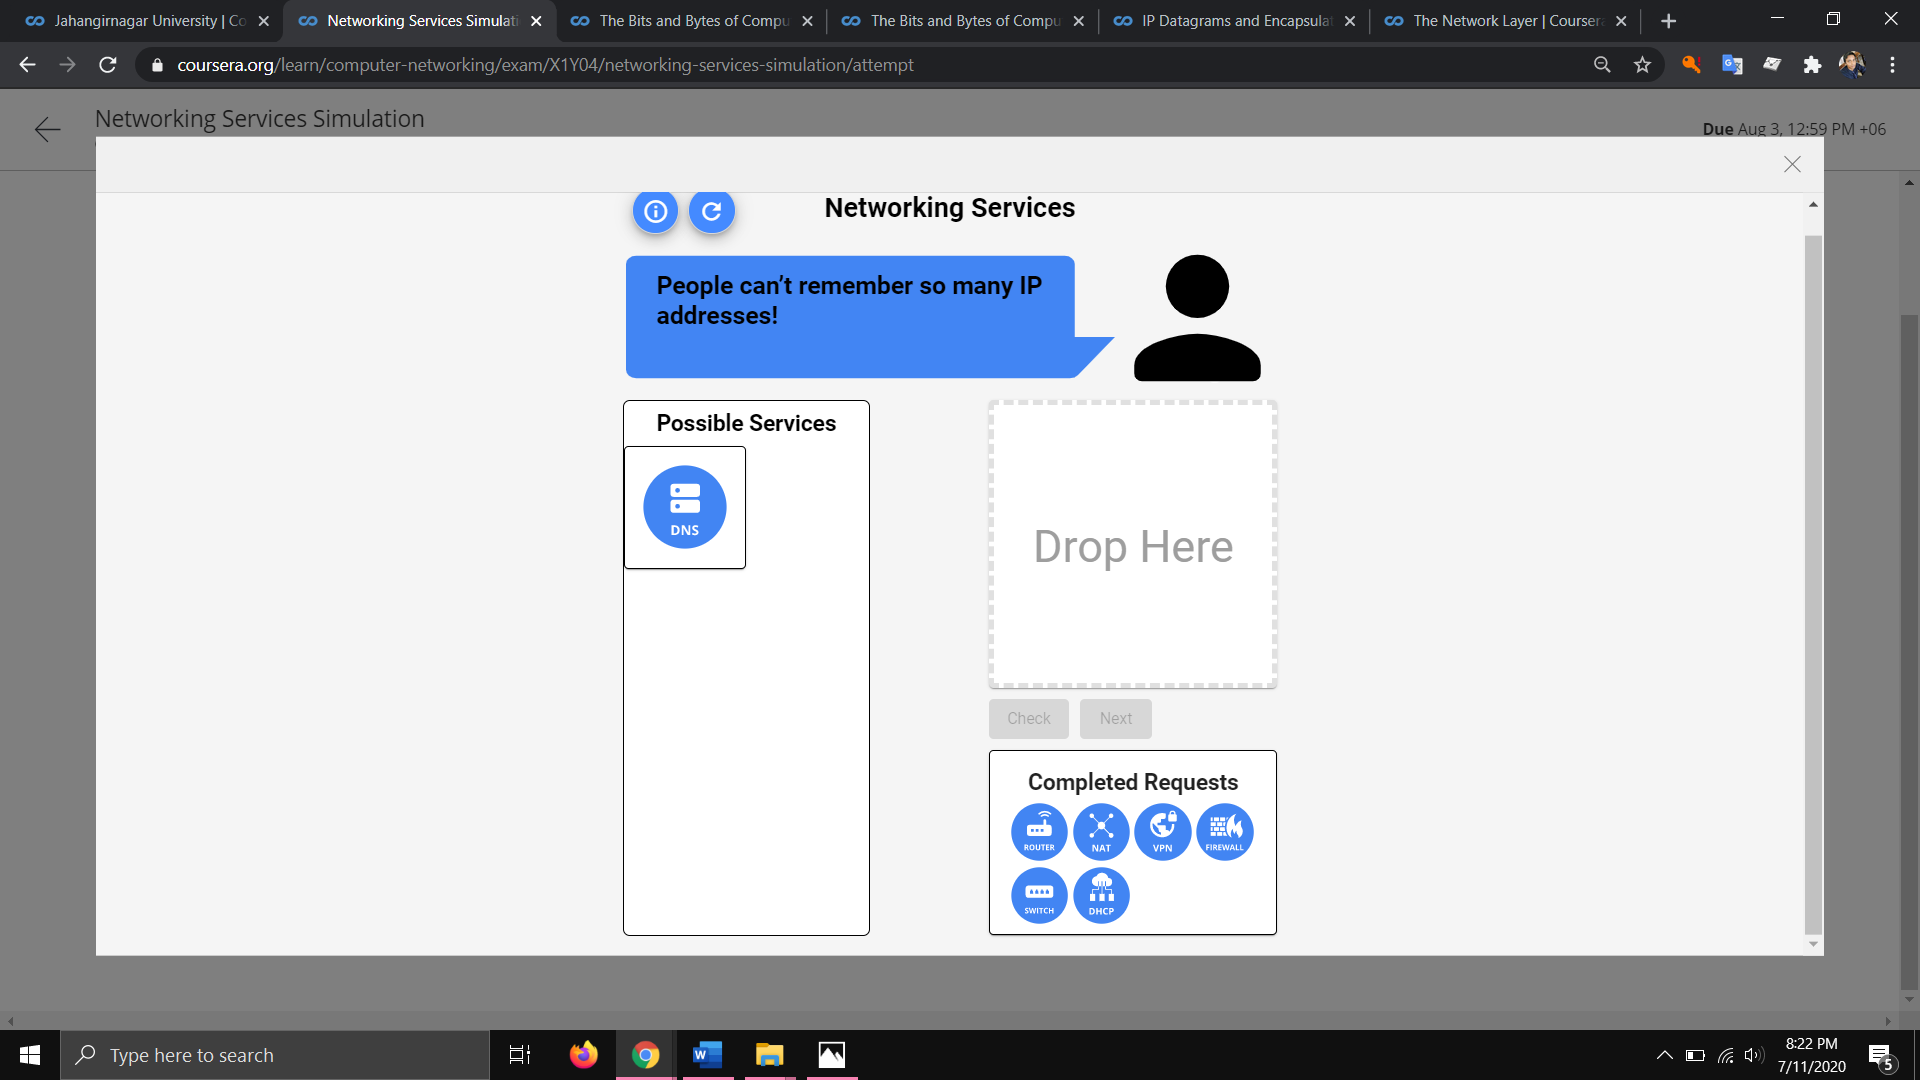 Jahangirnagar University | Co
Networking Services Simulati
The Bits and Bytes of Compu
The Bits and Bytes of Compu
IP Datagrams and Encapsulat
The Network Layer | Coursera
coursera.org/learn/computer-networking/exam/X1Y04/networking-services-simulation/attempt
Networking Services Simulation
Due Aug 3, 12:59 PM +06
Networking Services
People can't remember so many IP
addresses!
Possible Services
DNS
Drop Here
Check
Next
Completed Requests
ROUTER
NAT
VPN
FIREWALL
SWITCH
DHCP
Type here to search
8:22 PM
7/11/2020
5